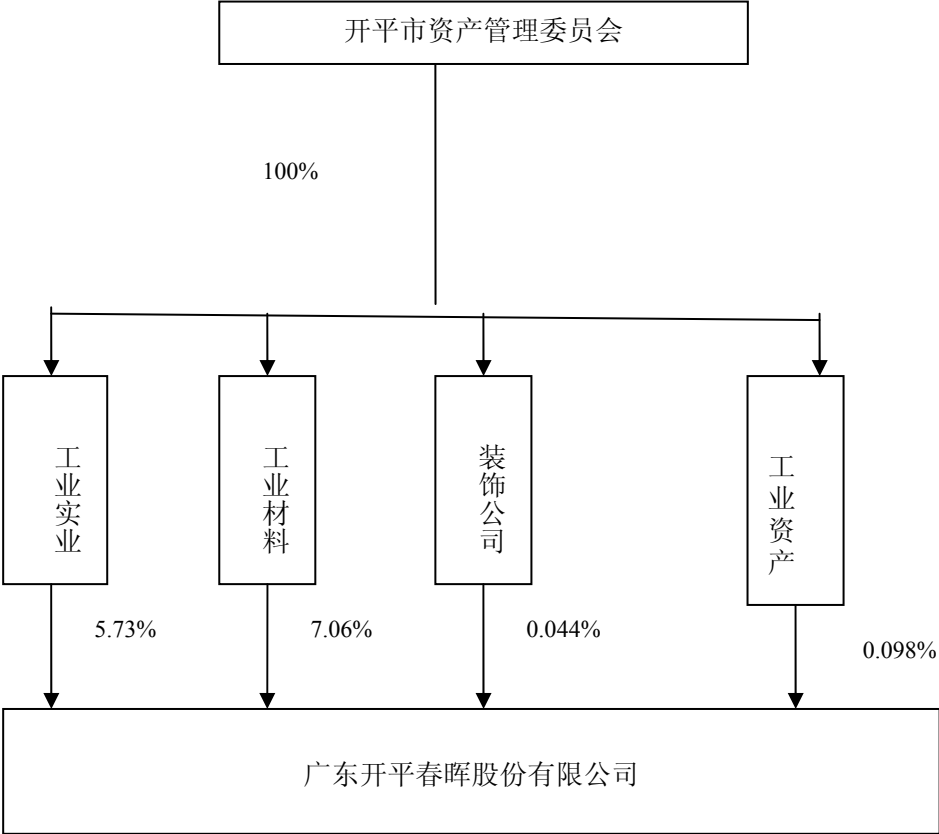 开平市资产管理委员会
100%
工业实业
工业材料
装饰公司
工业资产
5.73%
7.06%
0.044%
0.098%
广东开平春晖股份有限公司